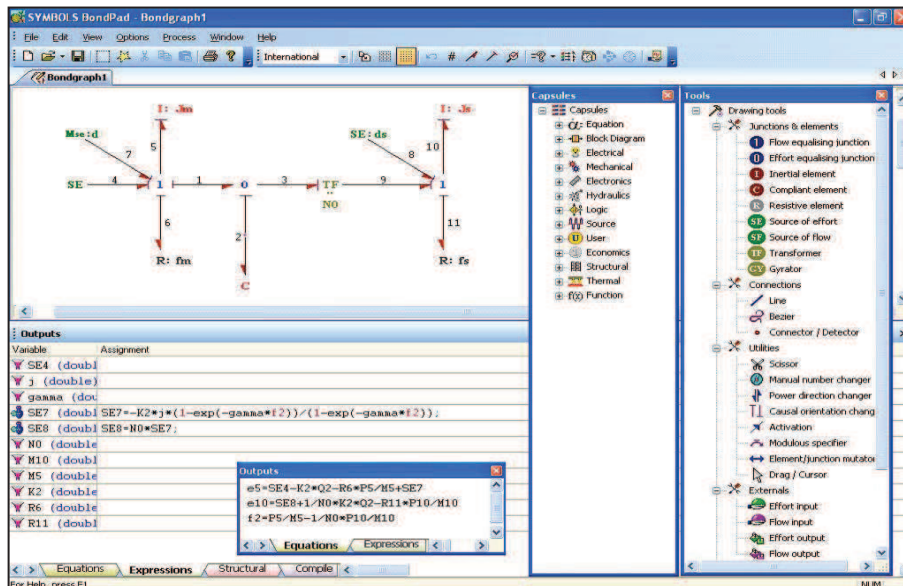 SYMBOLS BondPad - Bondgraph1
File Edit View Options Process Window Help
International
Bondgraph1
I: Jm
I: Js
Mse:d
SE: ds
7
5
8
10
SE
4
1
1
0
3
TF
9
1
N0
6
2
11
R: fm
C
R: fs
Capsules
Capsules
Equation
Block Diagram
Electrical
Mechanical
Electronics
Hydraulics
Logic
Source
User
Economics
Structural
Thermal
f(x) Function
Tools
Drawing tools
Junctions & elements
1 Flow equalising junction
0 Effort equalising junction
I Inertial element
C Compliant element
R Resistive element
SE Source of effort
SF Source of flow
TF Transformer
GY Gyrator
Connections
Line
Bezier
Connector / Detector
Utilities
Scissor
Manual number changer
Power direction changer
Causal orientation chang
Activation
Modulous specifier
Element/junction mutator
Drag / Cursor
Externals
Effort input
Flow input
Effort output
Flow output
Outputs
Variable Assignment
SE4 (doubl
j (double)
gamma (dou
SE7 (doubl SE7=-K2*j*(1-exp(-gamma*f2))/(1-exp(-gamma*f2));
SE8 (doubl SE8=N0*SE7;
N0 (double
M10 (double
M5 (double
K2 (double
R6 (double
R11 (double
Outputs
e5=SE4-K2*Q2-R6*P5/M5+SE7
e10=SE8+1/N0*K2*Q2-R11*P10/M10
f2=P5/M5-1/N0*P10/M10
Equations Expressions
Equations Expressions Structural Compile
For Help, press F1
NUM